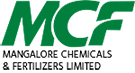 MCF
MANGALORE CHEMICALS
& FERTILIZERS LIMITED